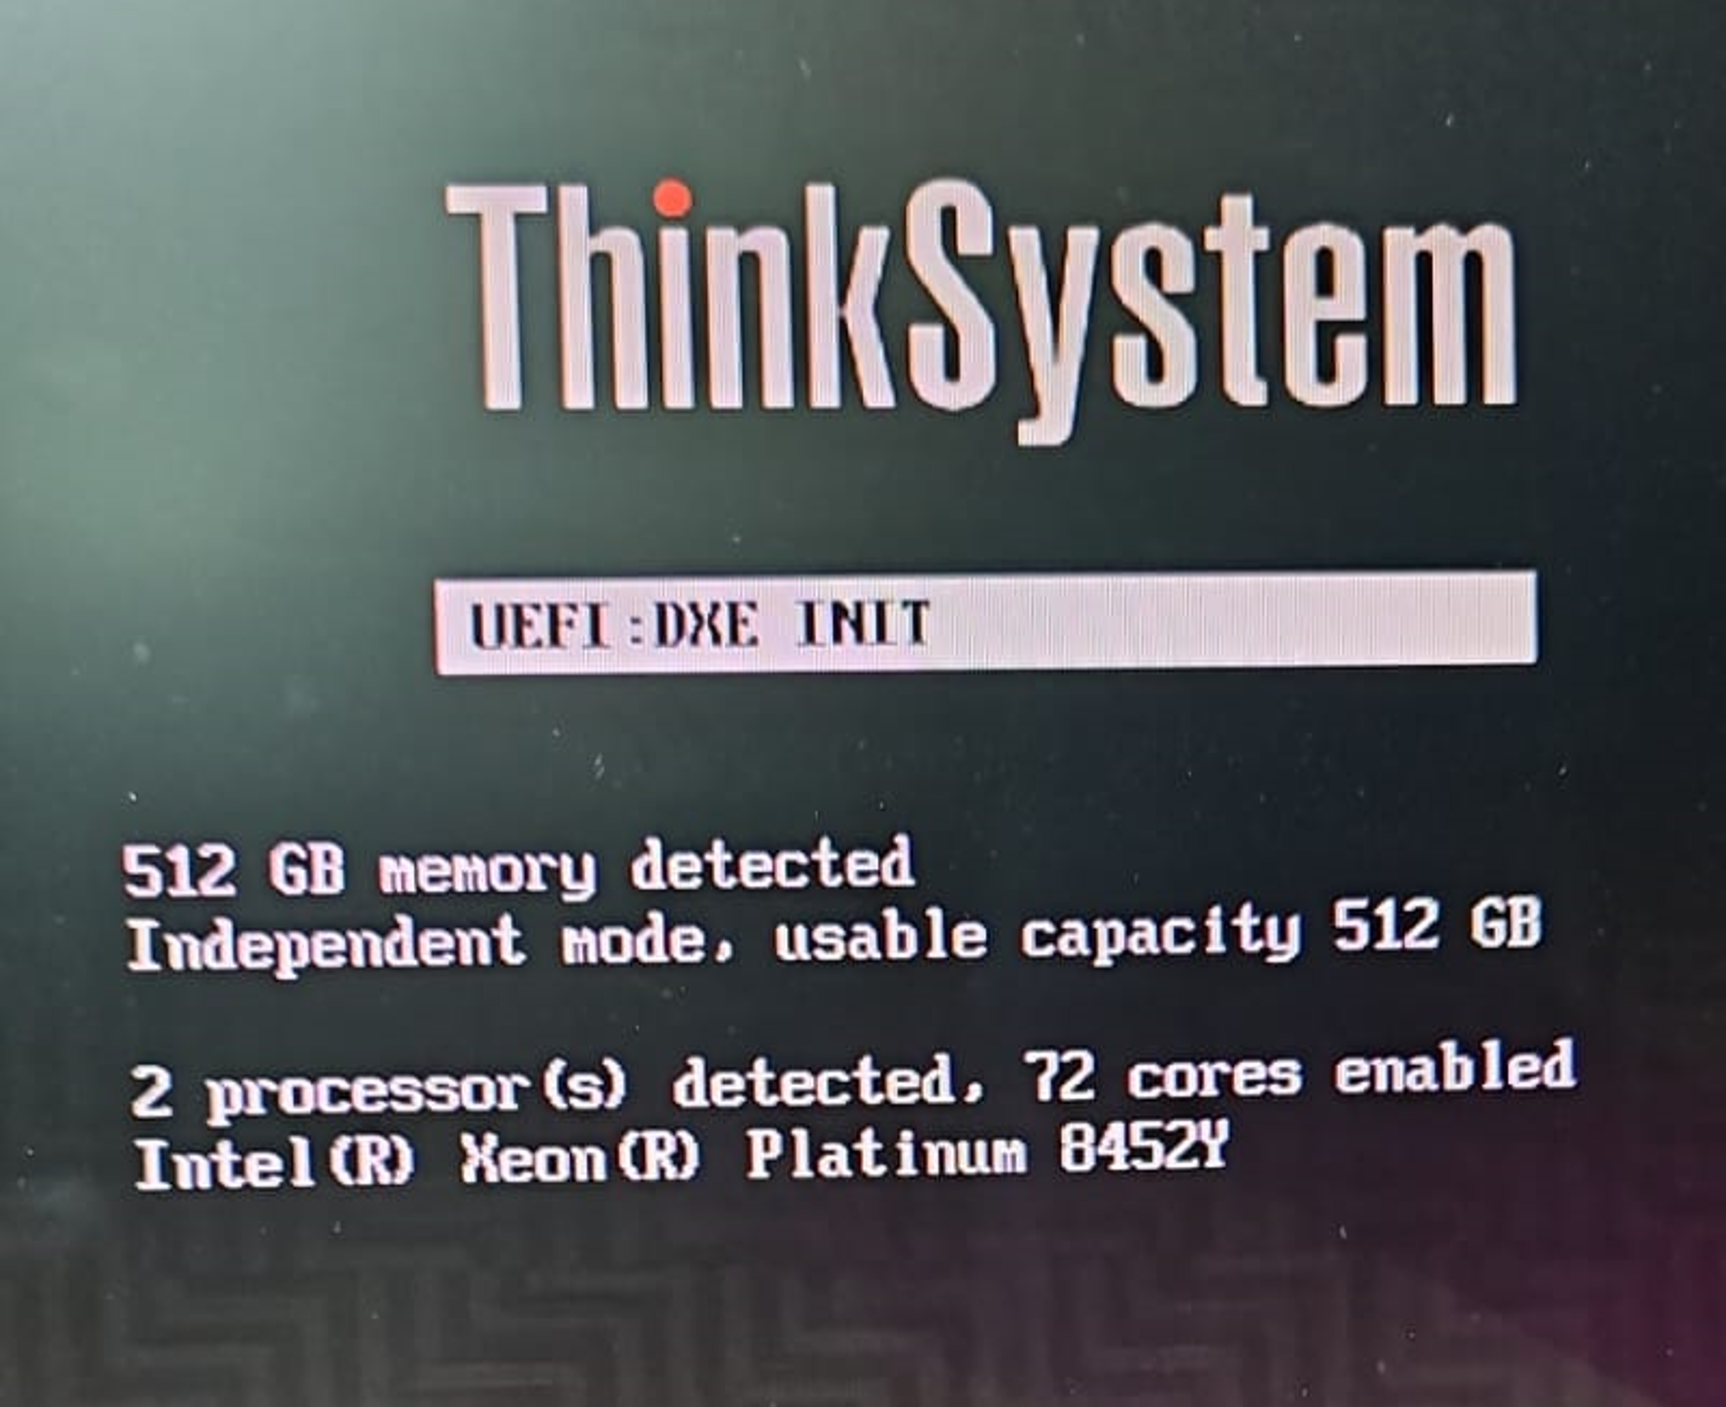 ThinkSystem
UEFI:DXE INIT
512 GB memory detected
Independent mode, usable capacity 512 GB
2 processor(s) detected, 72 cores enabled
Intel(R) Xeon(R) Platinum 8452Y